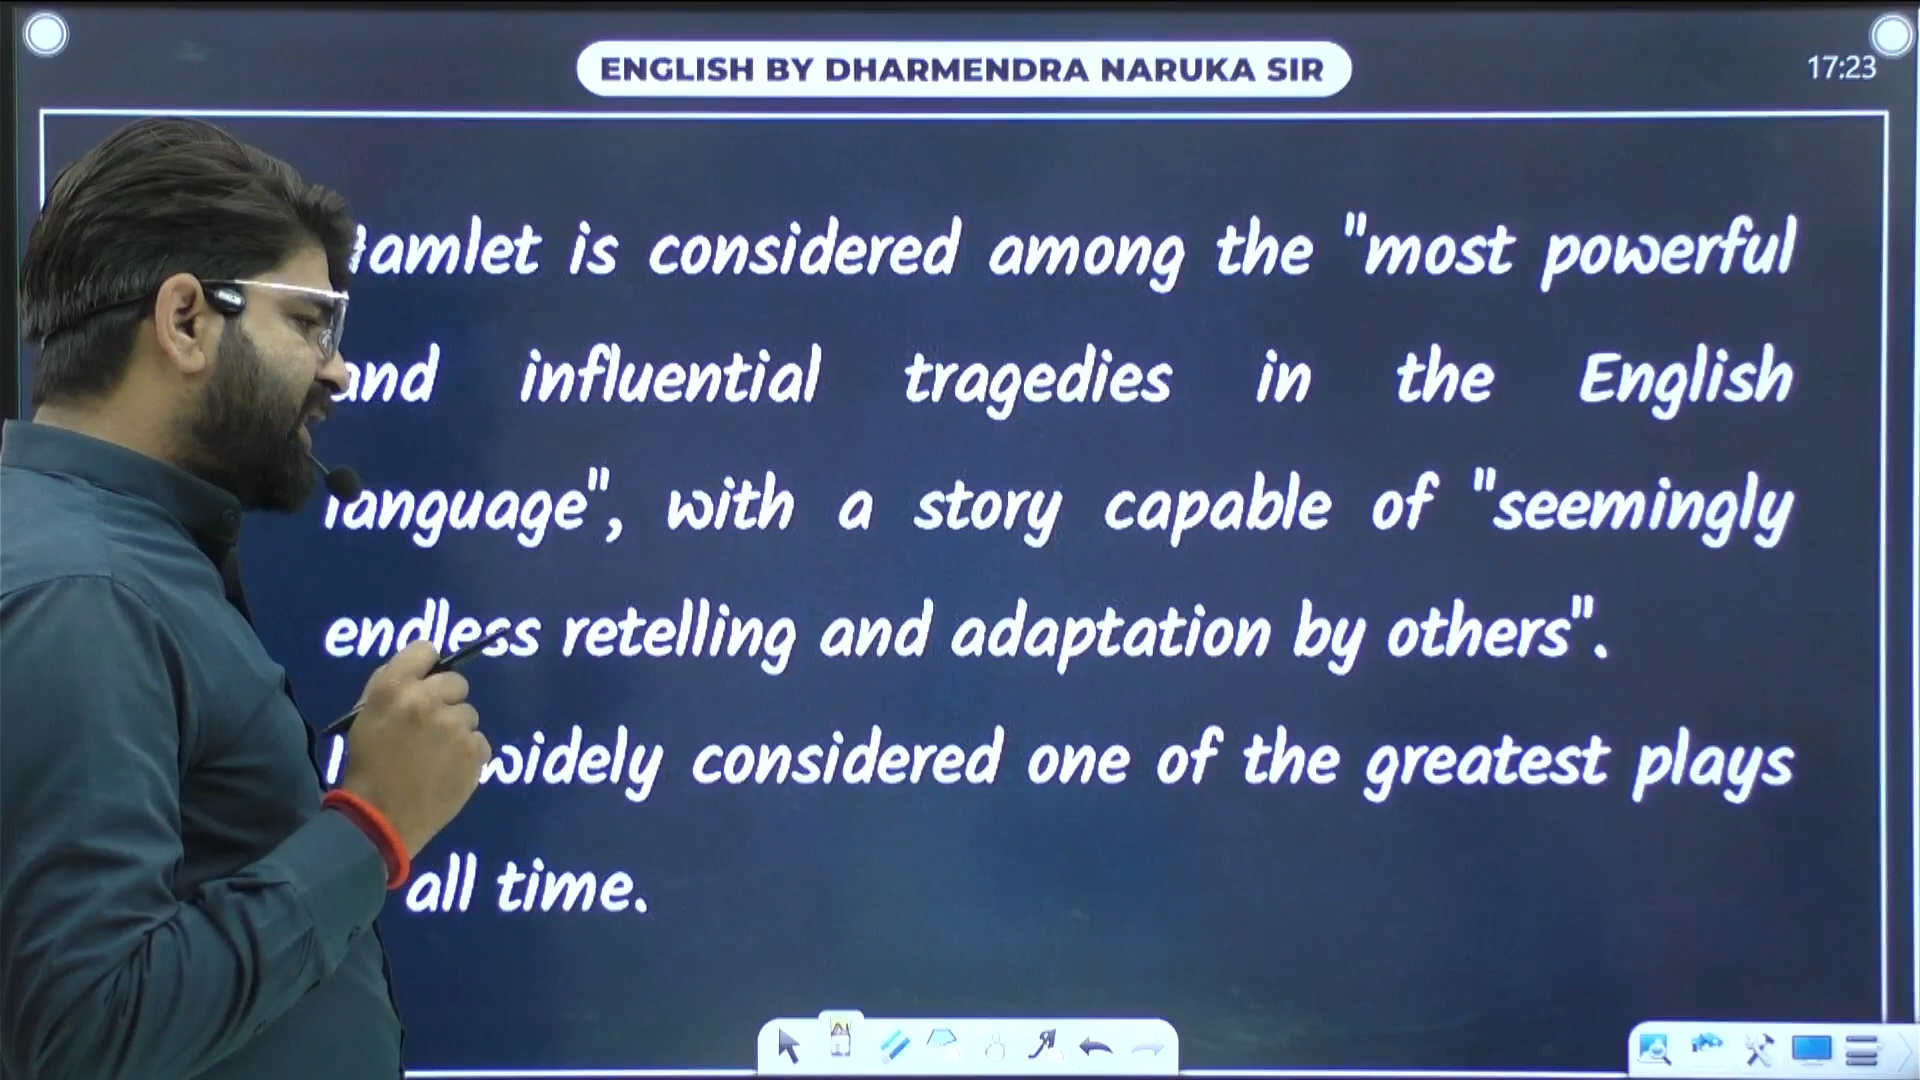 ENGLISH BY DHARMENDRA NARUKA SIR
17:23
Hamlet is considered among the "most powerful
and influential tragedies in the English
language", with a story capable of "seemingly
endless retelling and adaptation by others".
widely considered one of the greatest plays
all time.